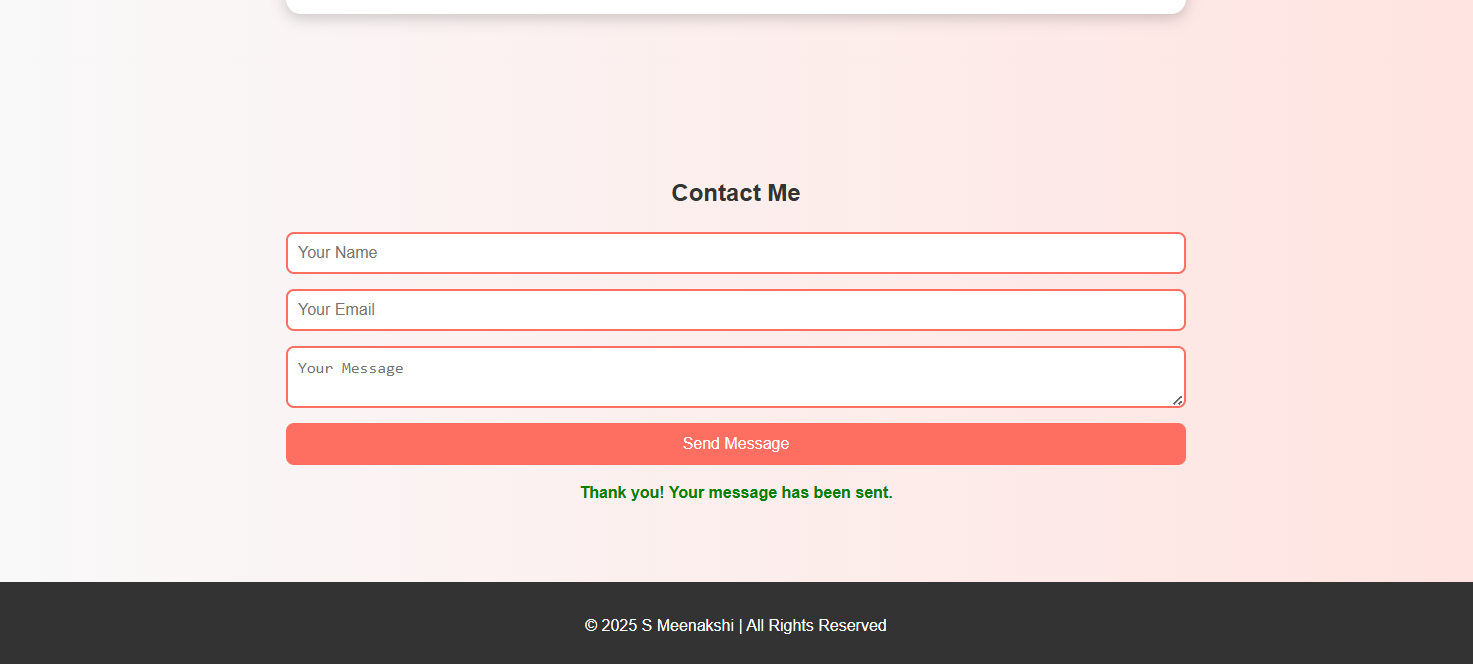 Contact Me
Your Name
Your Email
Your Message
Send Message
Thank you! Your message has been sent.
© 2025 S Meenakshi | All Rights Reserved